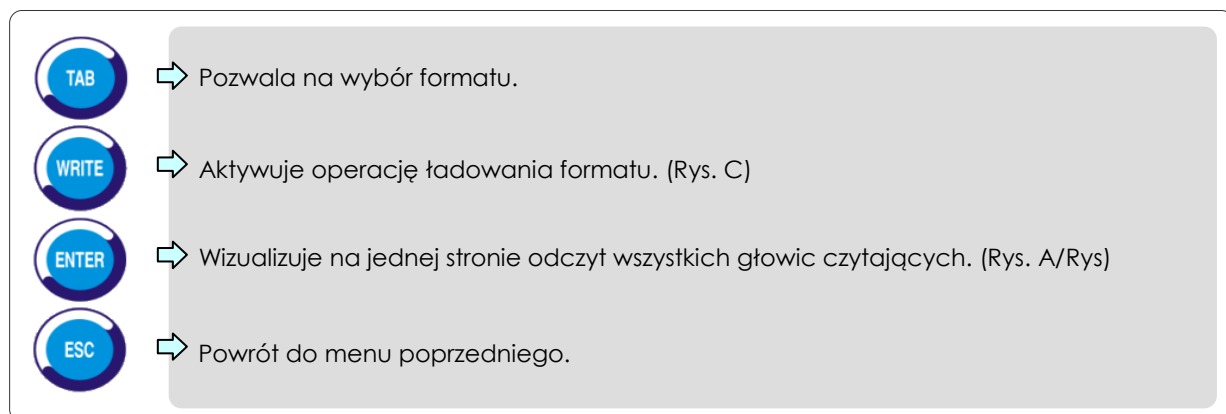 TAB Pozwala na wybór formatu.
WRITE Aktywuje operację ładowania formatu. (Rys. C)
ENTER Wizualizuje na jednej stronie odczyt wszystkich głowic czytających. (Rys. A/Rys)
ESC Powrót do menu poprzedniego.